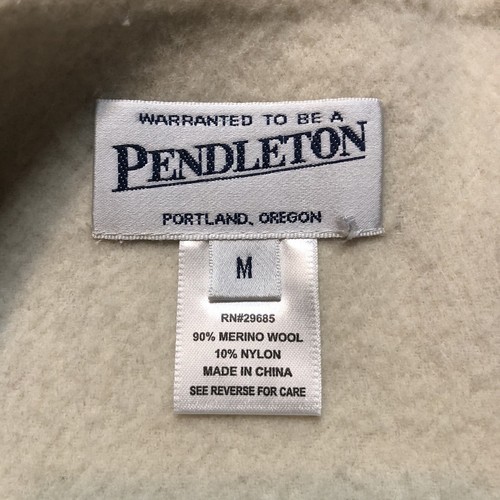 WARRANTED TO BE A
PENDLETON
PORTLAND, OREGON
M
RN#29685
90% MERINO WOOL
10% NYLON
MADE IN CHINA
SEE REVERSE FOR CARE